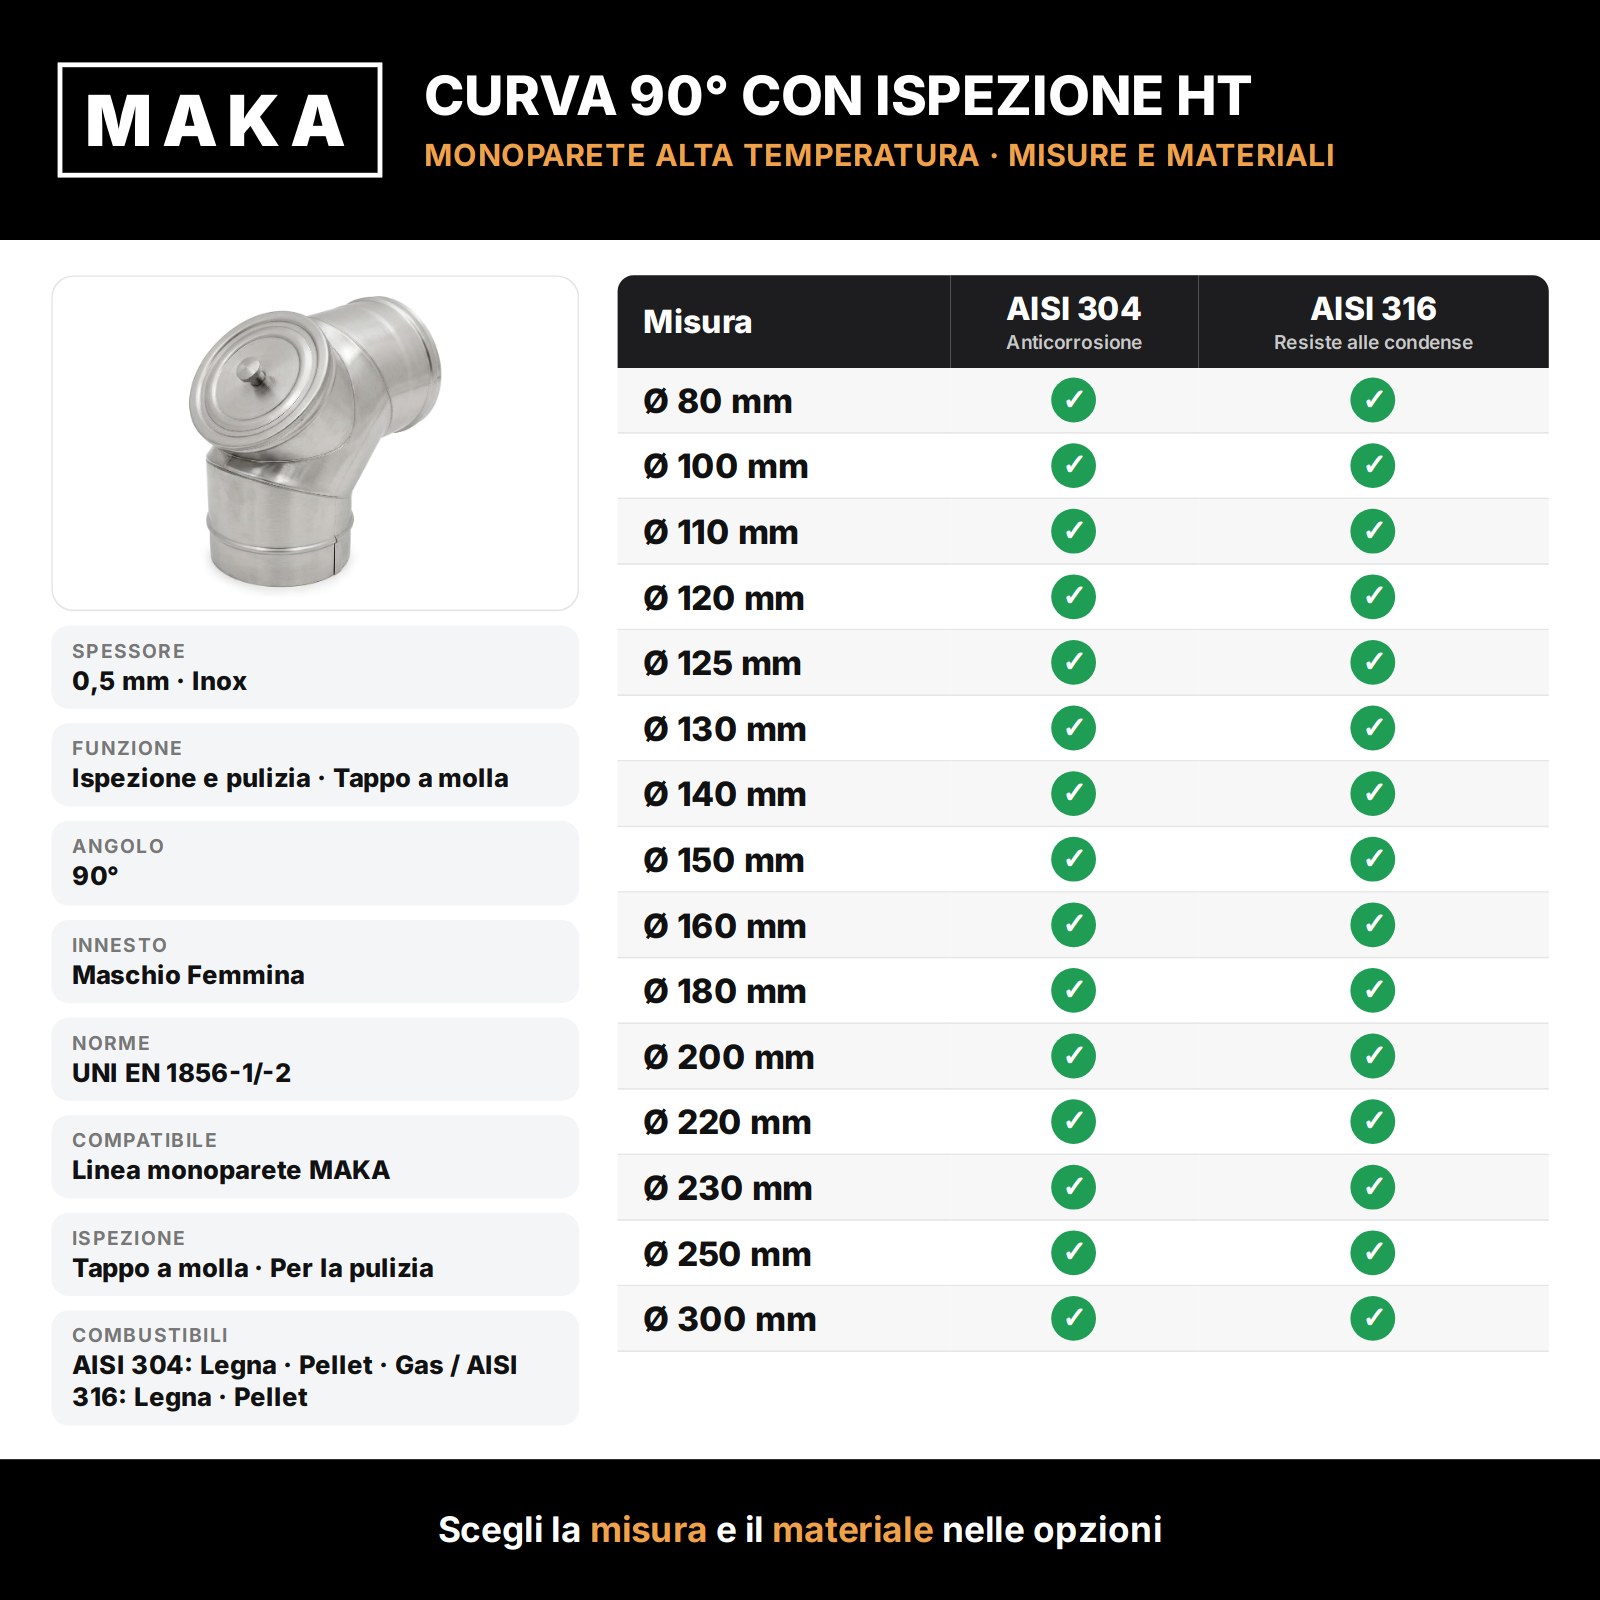 MAKA
CURVA 90° CON ISPEZIONE HT
MONOPARETE ALTA TEMPERATURA · MISURE E MATERIALI
SPESSORE
0,5 mm · Inox
FUNZIONE
Ispezione e pulizia · Tappo a molla
ANGOLO
90°
INNESTO
Maschio Femmina
NORME
UNI EN 1856-1/-2
COMPATIBILE
Linea monoparete MAKA
ISPEZIONE
Tappo a molla · Per la pulizia
COMBUSTIBILI
AISI 304: Legna · Pellet · Gas / AISI
316: Legna · Pellet
Misura AISI 304 AISI 316
Anticorrosione Resiste alle condense
Ø 80 mm ✓ ✓
Ø 100 mm ✓ ✓
Ø 110 mm ✓ ✓
Ø 120 mm ✓ ✓
Ø 125 mm ✓ ✓
Ø 130 mm ✓ ✓
Ø 140 mm ✓ ✓
Ø 150 mm ✓ ✓
Ø 160 mm ✓ ✓
Ø 180 mm ✓ ✓
Ø 200 mm ✓ ✓
Ø 220 mm ✓ ✓
Ø 230 mm ✓ ✓
Ø 250 mm ✓ ✓
Ø 300 mm ✓ ✓
Scegli la misura e il materiale nelle opzioni